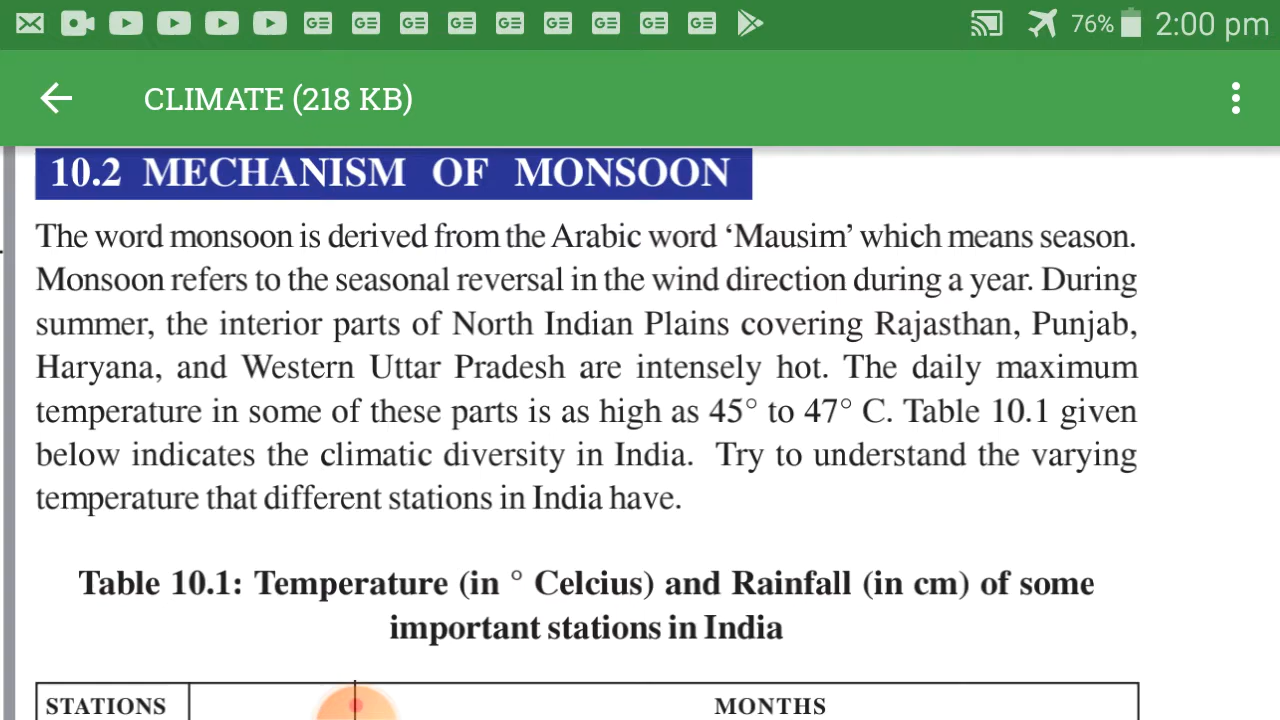 76% 2:00 pm
CLIMATE (218 KB)
10.2 MECHANISM OF MONSOON
The word monsoon is derived from the Arabic word ‘Mausim’ which means season.
Monsoon refers to the seasonal reversal in the wind direction during a year. During
summer, the interior parts of North Indian Plains covering Rajasthan, Punjab,
Haryana, and Western Uttar Pradesh are intensely hot. The daily maximum
temperature in some of these parts is as high as 45° to 47° C. Table 10.1 given
below indicates the climatic diversity in India. Try to understand the varying
temperature that different stations in India have.
Table 10.1: Temperature (in ° Celcius) and Rainfall (in cm) of some
important stations in India
STATIONS MONTHS